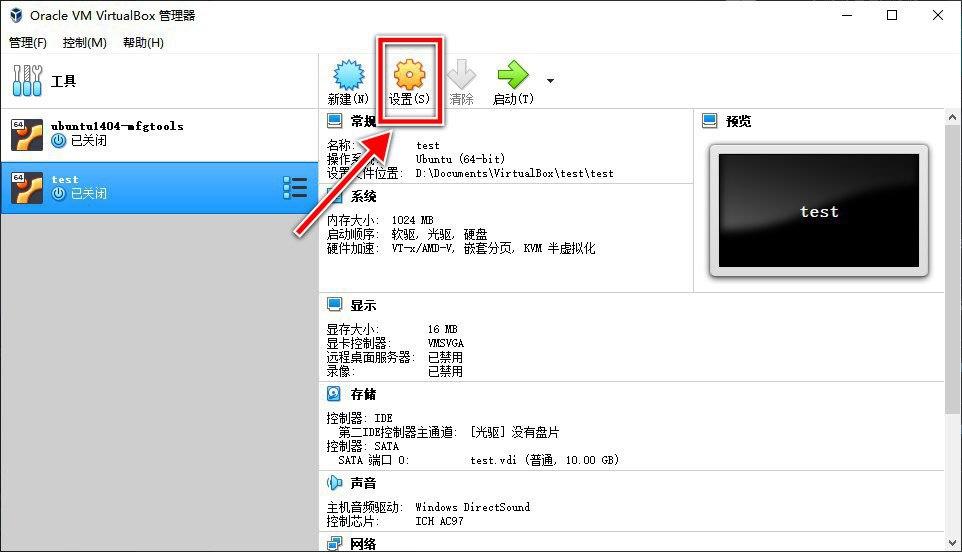 Oracle VM VirtualBox 管理器
管理(F) 控制(M) 帮助(H)
工具
新建(N) 设置(S) 清除 启动(T)
64 ubuntu1404-mfgtools
已关闭
64 test
已关闭
常规
名称: test
操作系 Ubuntu (64-bit)
设置文件位置: D:\Documents\VirtualBox\test\test
预览
test
系统
内存大小: 1024 MB
启动顺序: 软驱, 光驱, 硬盘
硬件加速: VT-x/AMD-V, 嵌套分页, KVM 半虚拟化
显示
显存大小: 16 MB
显卡控制器: VMSVGA
远程桌面服务器: 已禁用
录像: 已禁用
存储
控制器: IDE
第二IDE控制器主通道: [光驱] 没有盘片
控制器: SATA
SATA 端口 0: test.vdi (普通, 10.00 GB)
声音
主机音频驱动: Windows DirectSound
控制芯片: ICH AC97
网络